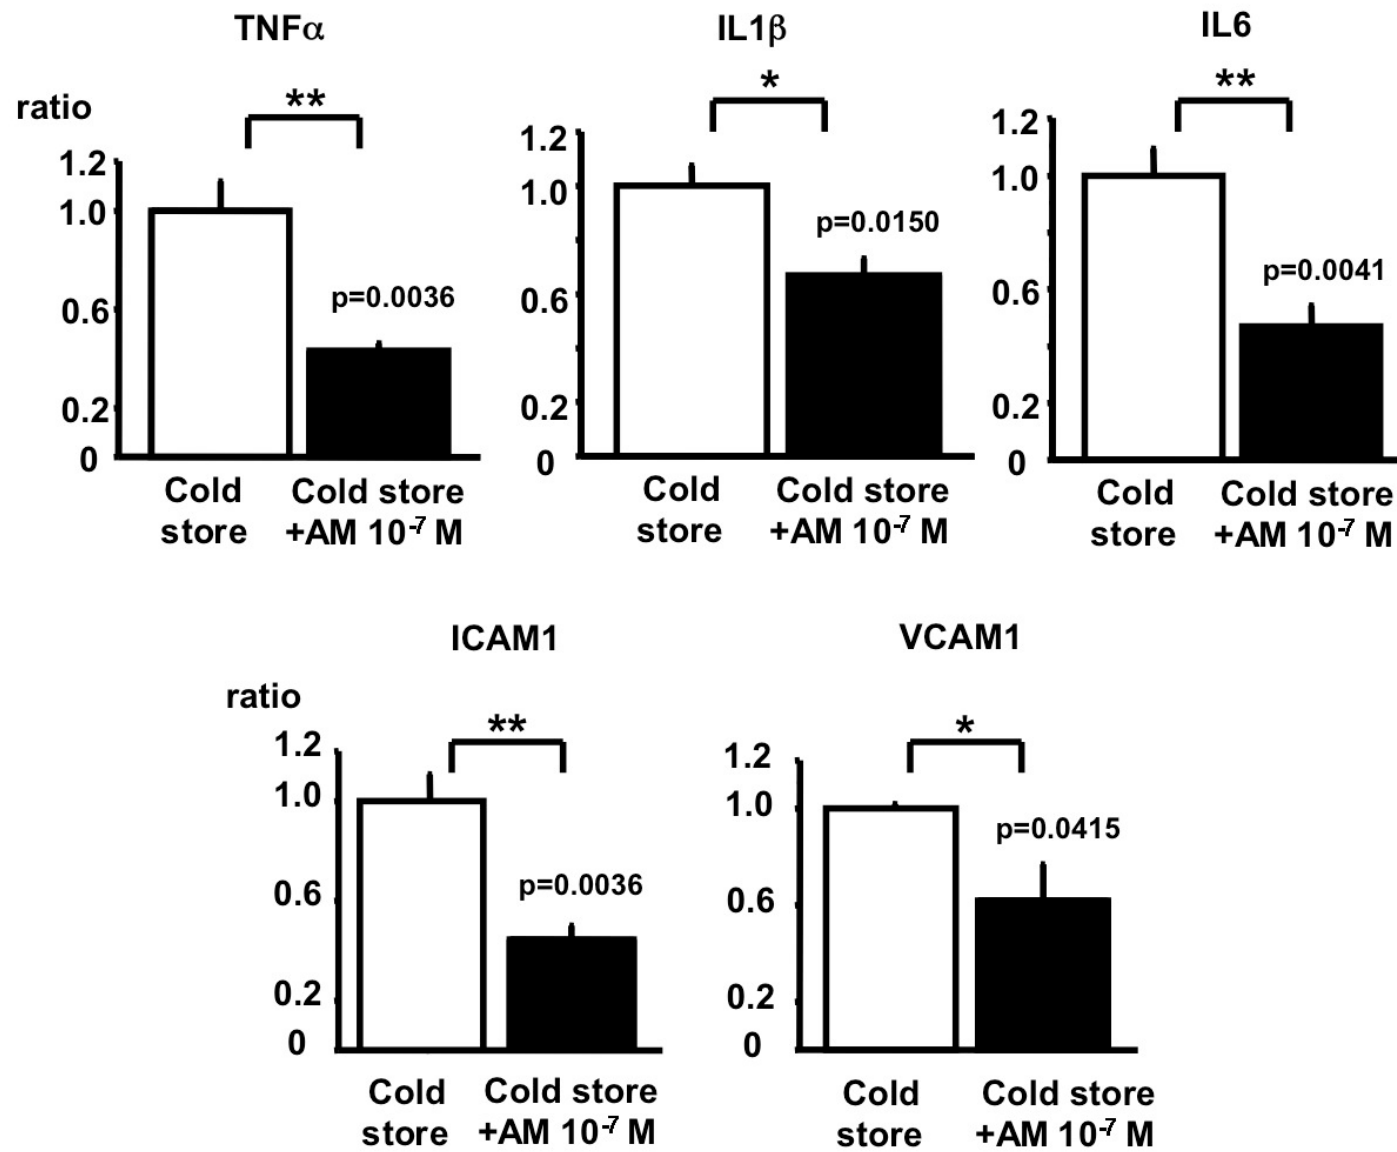 TNFα
ratio
**
1.2
1.0
0.6
0.2
0
p=0.0036
Cold
store
Cold store
+AM 10-7 M
IL1β
*
1.2
1.0
0.6
0.2
0
p=0.0150
Cold
store
Cold store
+AM 10-7 M
IL6
**
1.2
1.0
0.6
0.2
0
p=0.0041
Cold
store
Cold store
+AM 10-7 M
ICAM1
ratio
**
1.2
1.0
0.6
0.2
0
p=0.0036
Cold
store
Cold store
+AM 10-7 M
VCAM1
*
1.2
1.0
0.6
0.2
0
p=0.0415
Cold
store
Cold store
+AM 10-7 M